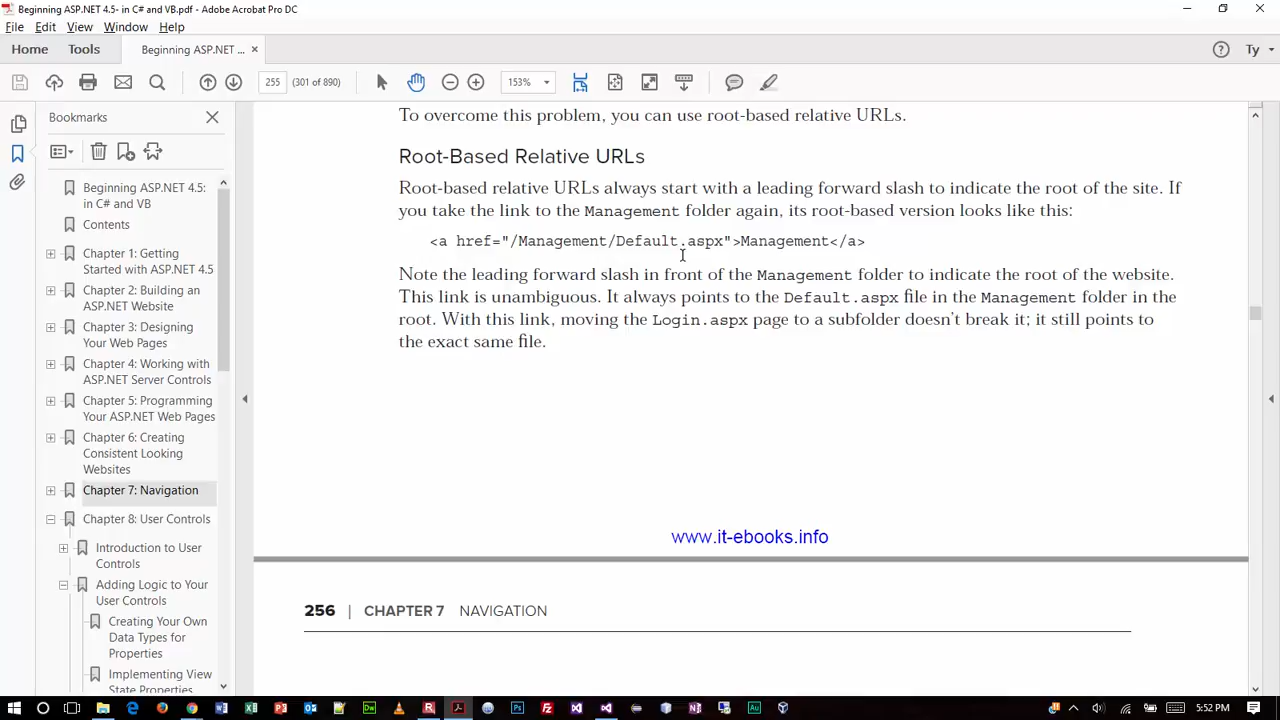 Beginning ASP.NET 4.5- in C# and VB.pdf - Adobe Acrobat Pro DC
File Edit View Window Help
Home Tools Beginning ASP.NET ... × Ty
255 (301 of 890) 153%
Bookmarks
Beginning ASP.NET 4.5:
in C# and VB
Contents
Chapter 1: Getting
Started with ASP.NET 4.5
Chapter 2: Building an
ASP.NET Website
Chapter 3: Designing
Your Web Pages
Chapter 4: Working with
ASP.NET Server Controls
Chapter 5: Programming
Your ASP.NET Web Pages
Chapter 6: Creating
Consistent Looking
Websites
Chapter 7: Navigation
Chapter 8: User Controls
Introduction to User
Controls
Adding Logic to Your
User Controls
Creating Your Own
Data Types for
Properties
Implementing View
State Properties
To overcome this problem, you can use root-based relative URLs.
Root-Based Relative URLs
Root-based relative URLs always start with a leading forward slash to indicate the root of the site. If
you take the link to the Management folder again, its root-based version looks like this:
<a href="/Management/Default.aspx">Management</a>
Note the leading forward slash in front of the Management folder to indicate the root of the website.
This link is unambiguous. It always points to the Default.aspx file in the Management folder in the
root. With this link, moving the Login.aspx page to a subfolder doesn't break it; it still points to
the exact same file.
www.it-ebooks.info
256 | CHAPTER 7 NAVIGATION
5:52 PM